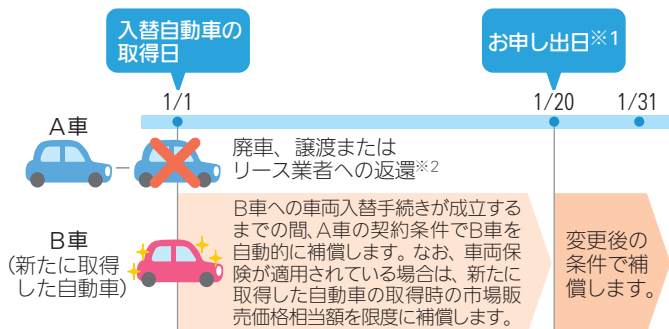 入替自動車の
取得日
お申し出日※1
1/1
1/20
1/31
A車
廃車、譲渡または
リース業者への返還※2
B車
(新たに取得
した自動車)
B車への車両入替手続きが成立する
までの間、A車の契約条件でB車を
自動的に補償します。なお、車両保
険が適用されている場合は、新たに
取得した自動車の取得時の市場販
売価格相当額を限度に補償します。
変更後の
条件で補
償します。